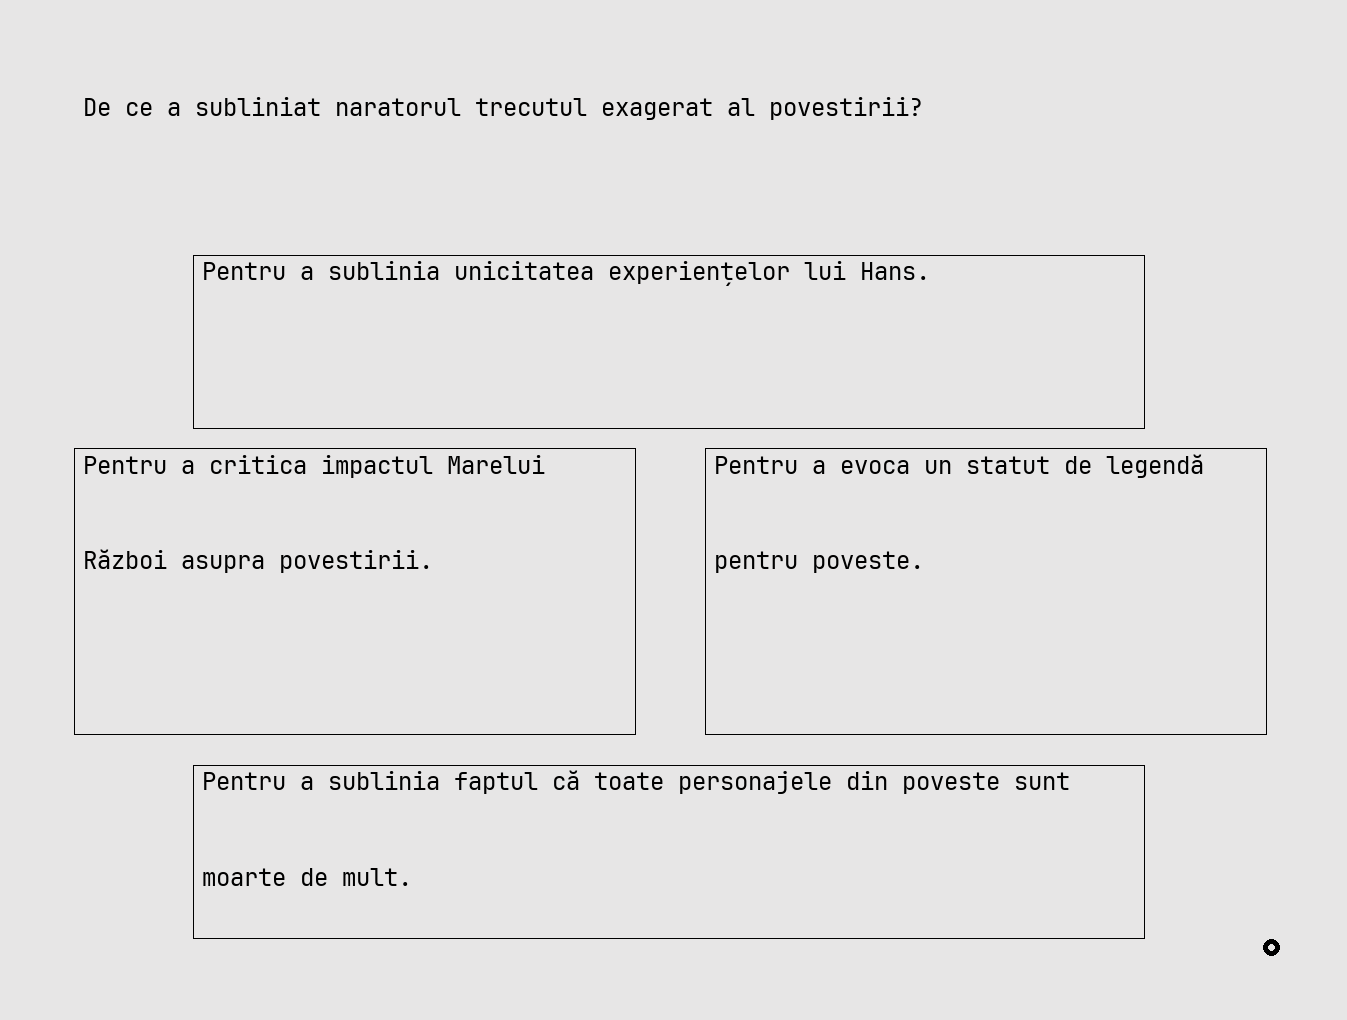 De ce a subliniat naratorul trecutul exagerat al povestirii?
Pentru a sublinia unicitatea experiențelor lui Hans.
Pentru a critica impactul Marelui
Război asupra povestirii.
Pentru a evoca un statut de legendă
pentru poveste.
Pentru a sublinia faptul că toate personajele din poveste sunt
moarte de mult.